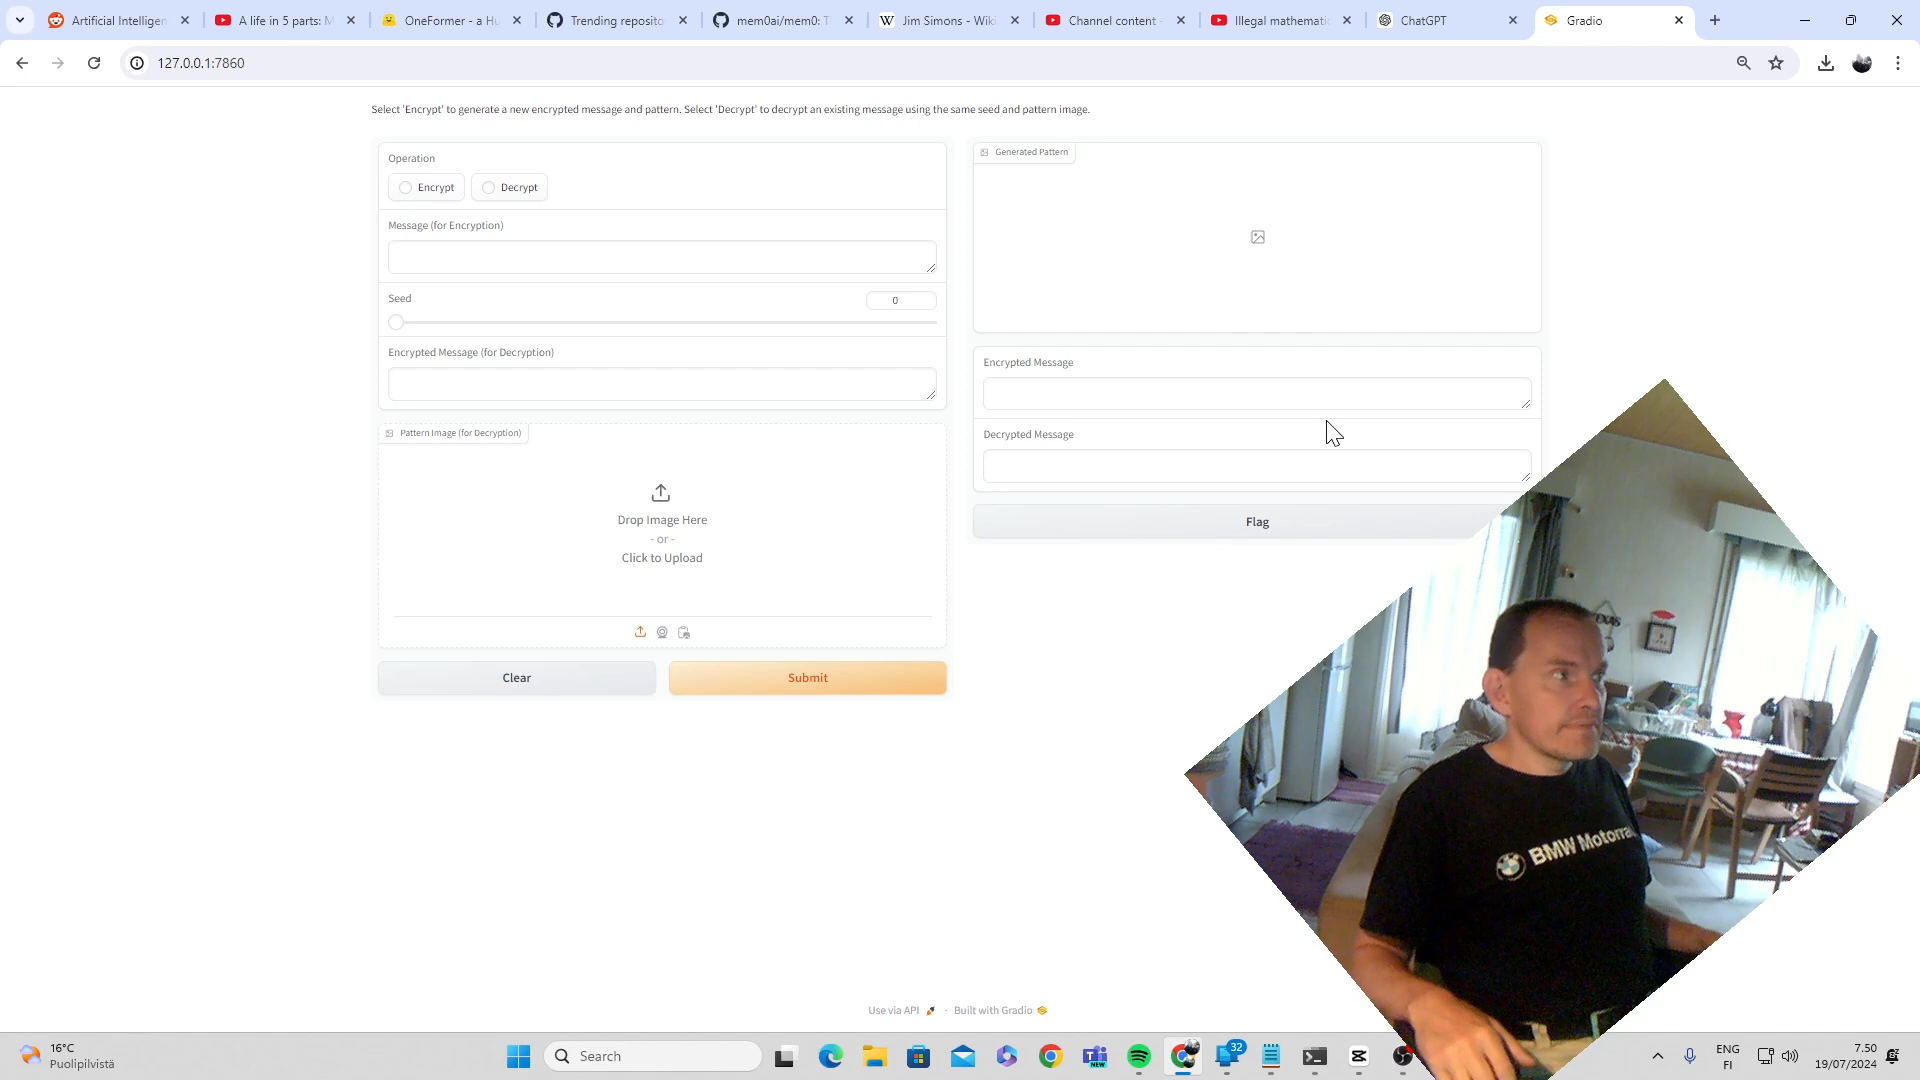 Artificial Intelligen
A life in 5 parts: M
OneFormer - a Hu
Trending reposito
mem0ai/mem0: T
Jim Simons - Wiki
Channel content -
Illegal mathematic
ChatGPT
Gradio
127.0.0.1:7860
Select 'Encrypt' to generate a new encrypted message and pattern. Select 'Decrypt' to decrypt an existing message using the same seed and pattern image.
Operation
Encrypt
Decrypt
Message (for Encryption)
Seed
0
Encrypted Message (for Decryption)
Pattern Image (for Decryption)
Drop Image Here
- or -
Click to Upload
Clear
Submit
Generated Pattern
Encrypted Message
Decrypted Message
Flag
BMW Motorra
Use via API · Built with Gradio
16°C
Puolipilvistä
Search
NEW
32
ENG
FI
7.50
19/07/2024